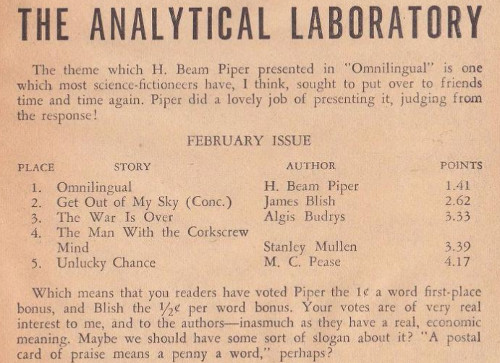 THE ANALYTICAL LABORATORY
The theme which H. Beam Piper presented in "Omnilingual" is one
which most science-fictioneers have, I think, sought to put over to friends
time and time again. Piper did a lovely job of presenting it, judging from
the response!
FEBRUARY ISSUE
PLACE STORY AUTHOR POINTS
1. Omnilingual H. Beam Piper 1.41
2. Get Out of My Sky (Conc.) James Blish 2.62
3. The War Is Over Algis Budrys 3.33
4. The Man With the Corkscrew
Mind Stanley Mullen 3.39
5. Unlucky Chance M. C. Pease 4.17
Which means that you readers have voted Piper the 1¢ a word first-place
bonus, and Blish the ½¢ per word bonus. Your votes are of very real
interest to me, and to the authors—inasmuch as they have a real, economic
meaning. Maybe we should have some sort of slogan about it? "A postal
card of praise means a penny a word," perhaps?